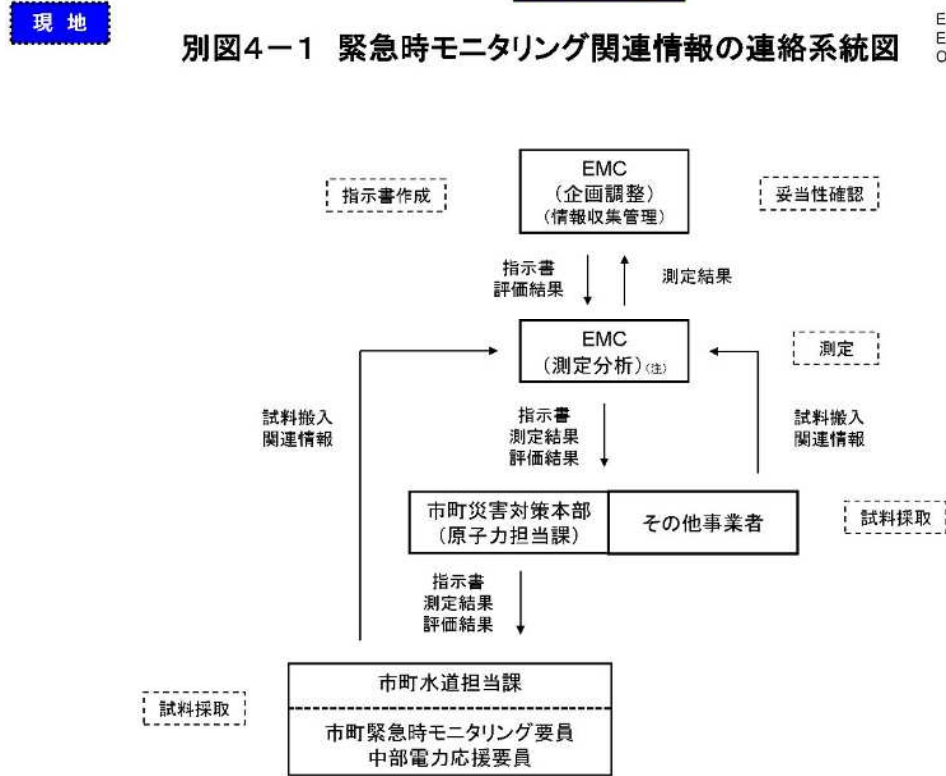 現 地
別図4－1 緊急時モニタリング関連情報の連絡系統図
EMC
（企画調整）
（情報収集管理）
指示書作成
妥当性確認
指示書
評価結果
測定結果
EMC
（測定分析）（注）
測定
試料搬入
関連情報
指示書
測定結果
評価結果
試料搬入
関連情報
市町災害対策本部
（原子力担当課）
その他事業者
試料採取
指示書
測定結果
評価結果
市町水道担当課
試料採取
市町緊急時モニタリング要員
中部電力応援要員